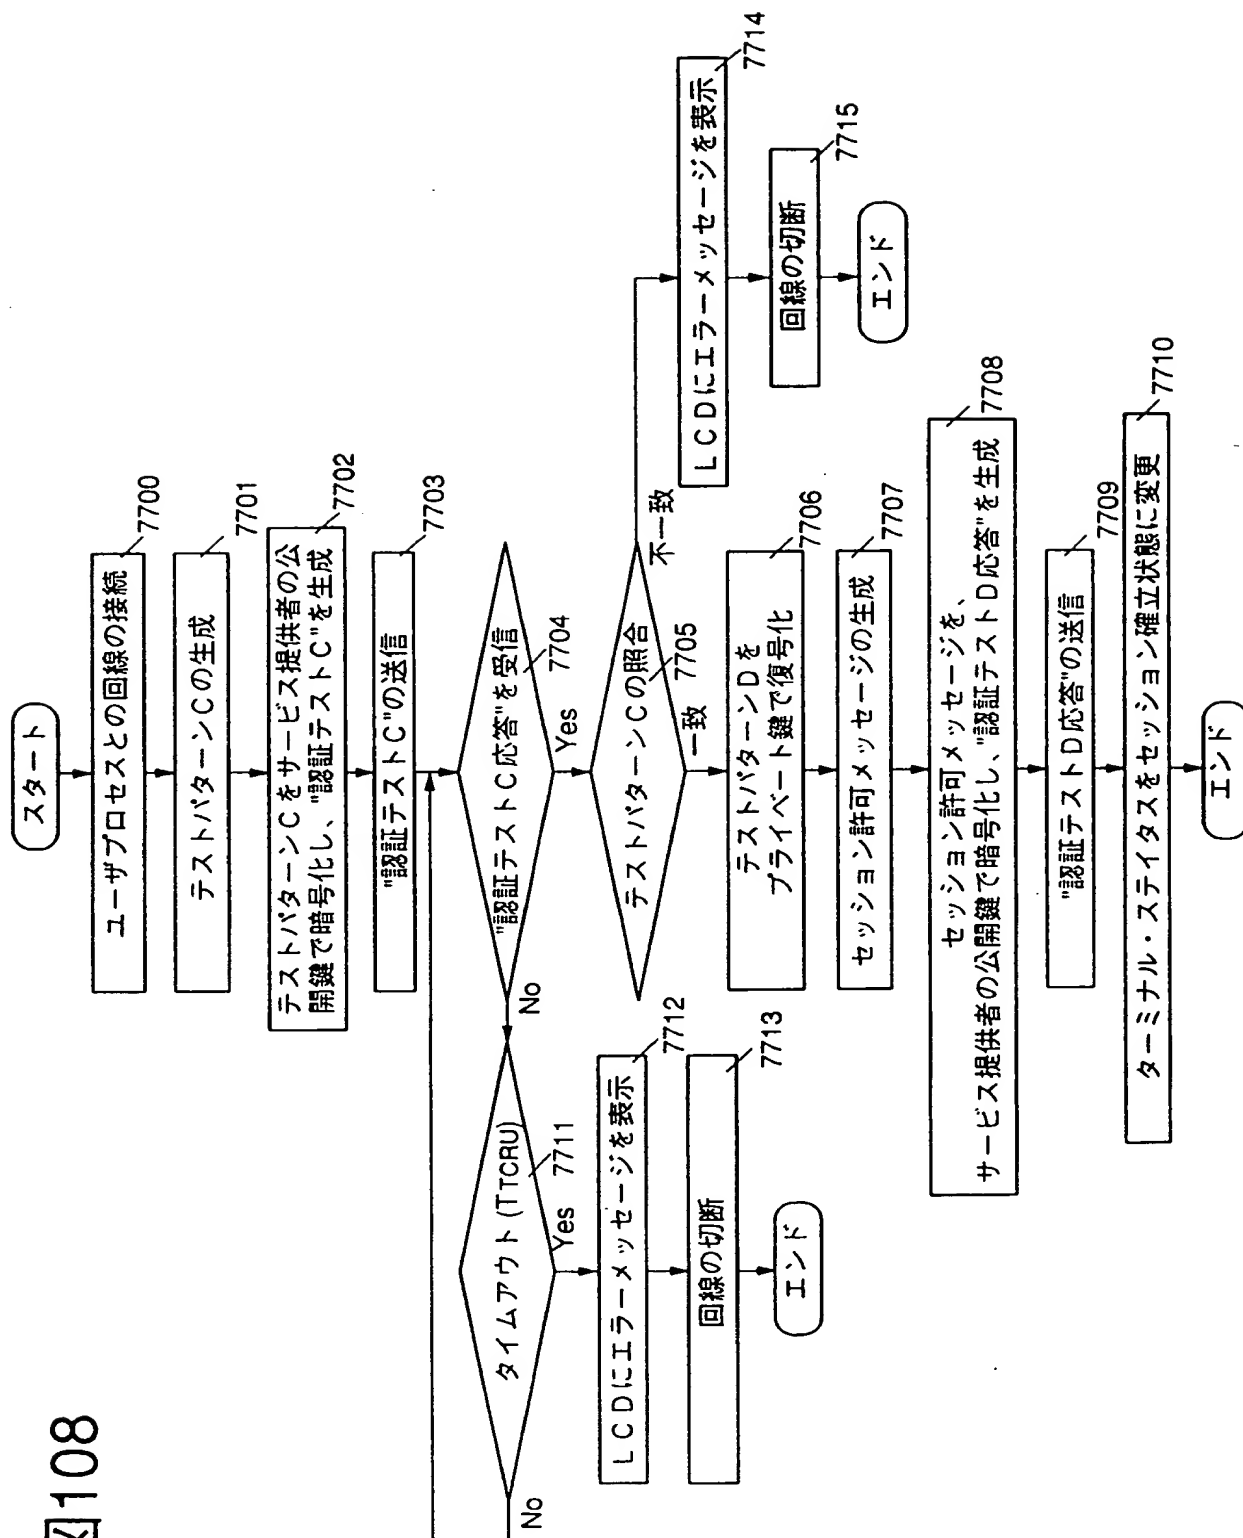 図108
スタート
ユーザプロセスとの回線の接続
7700
テストパターンCの生成
7701
テストパターンCをサービス提供者の公
開鍵で暗号化し、"認証テストC"を生成
7702
"認証テストC"の送信
7703
"認証テストC応答"を受信
7704
Yes
No
タイムアウト(TTCRU)
7711
Yes
No
LCDにエラーメッセージを表示
7712
回線の切断
7713
エンド
テストパターンCの照合
7705
一致
不一致
LCDにエラーメッセージを表示
7714
回線の切断
7715
エンド
テストパターンDを
プライベート鍵で復号化
7706
セッション許可メッセージの生成
7707
セッション許可メッセージを、
サービス提供者の公開鍵で暗号化し、"認証テストD応答"を生成
7708
"認証テストD応答"の送信
7709
ターミナル・ステイタスをセッション確立状態に変更
7710
エンド